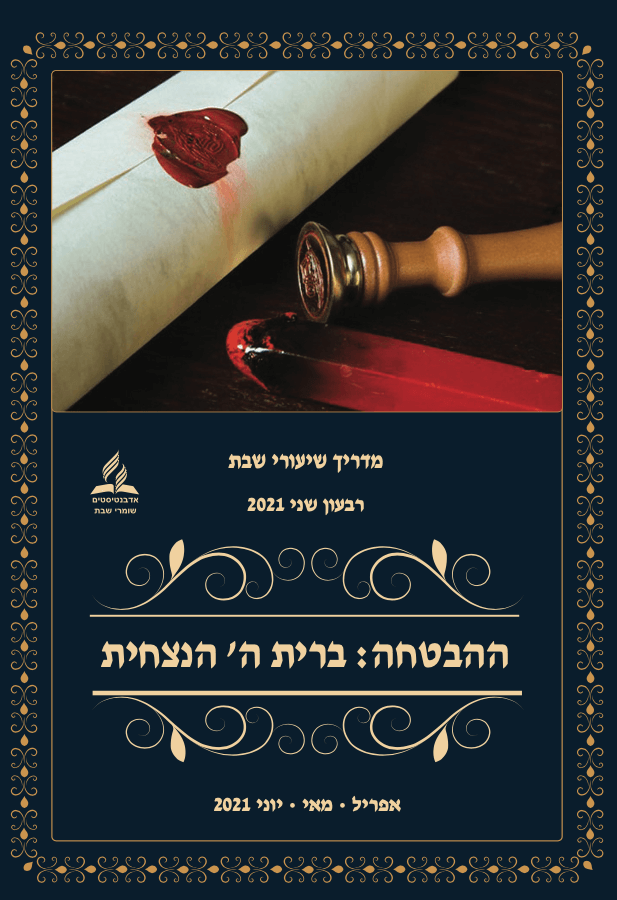 מדריך שיעורי שבת
אדבנטיסטים
שומרי שבת
רבעון שני 2021
ההבטחה: ברית ה׳ הנצחית
אפריל • מאי • יוני 2021